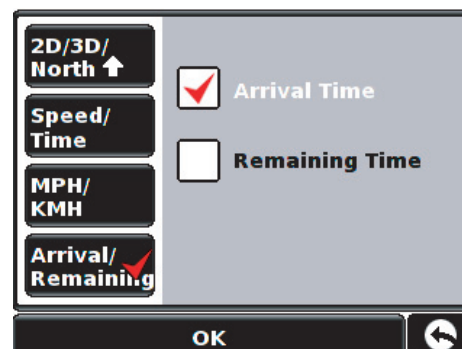 2D/3D/
North
Speed/
Time
MPH/
KMH
Arrival/
Remaining
Arrival Time
Remaining Time
OK